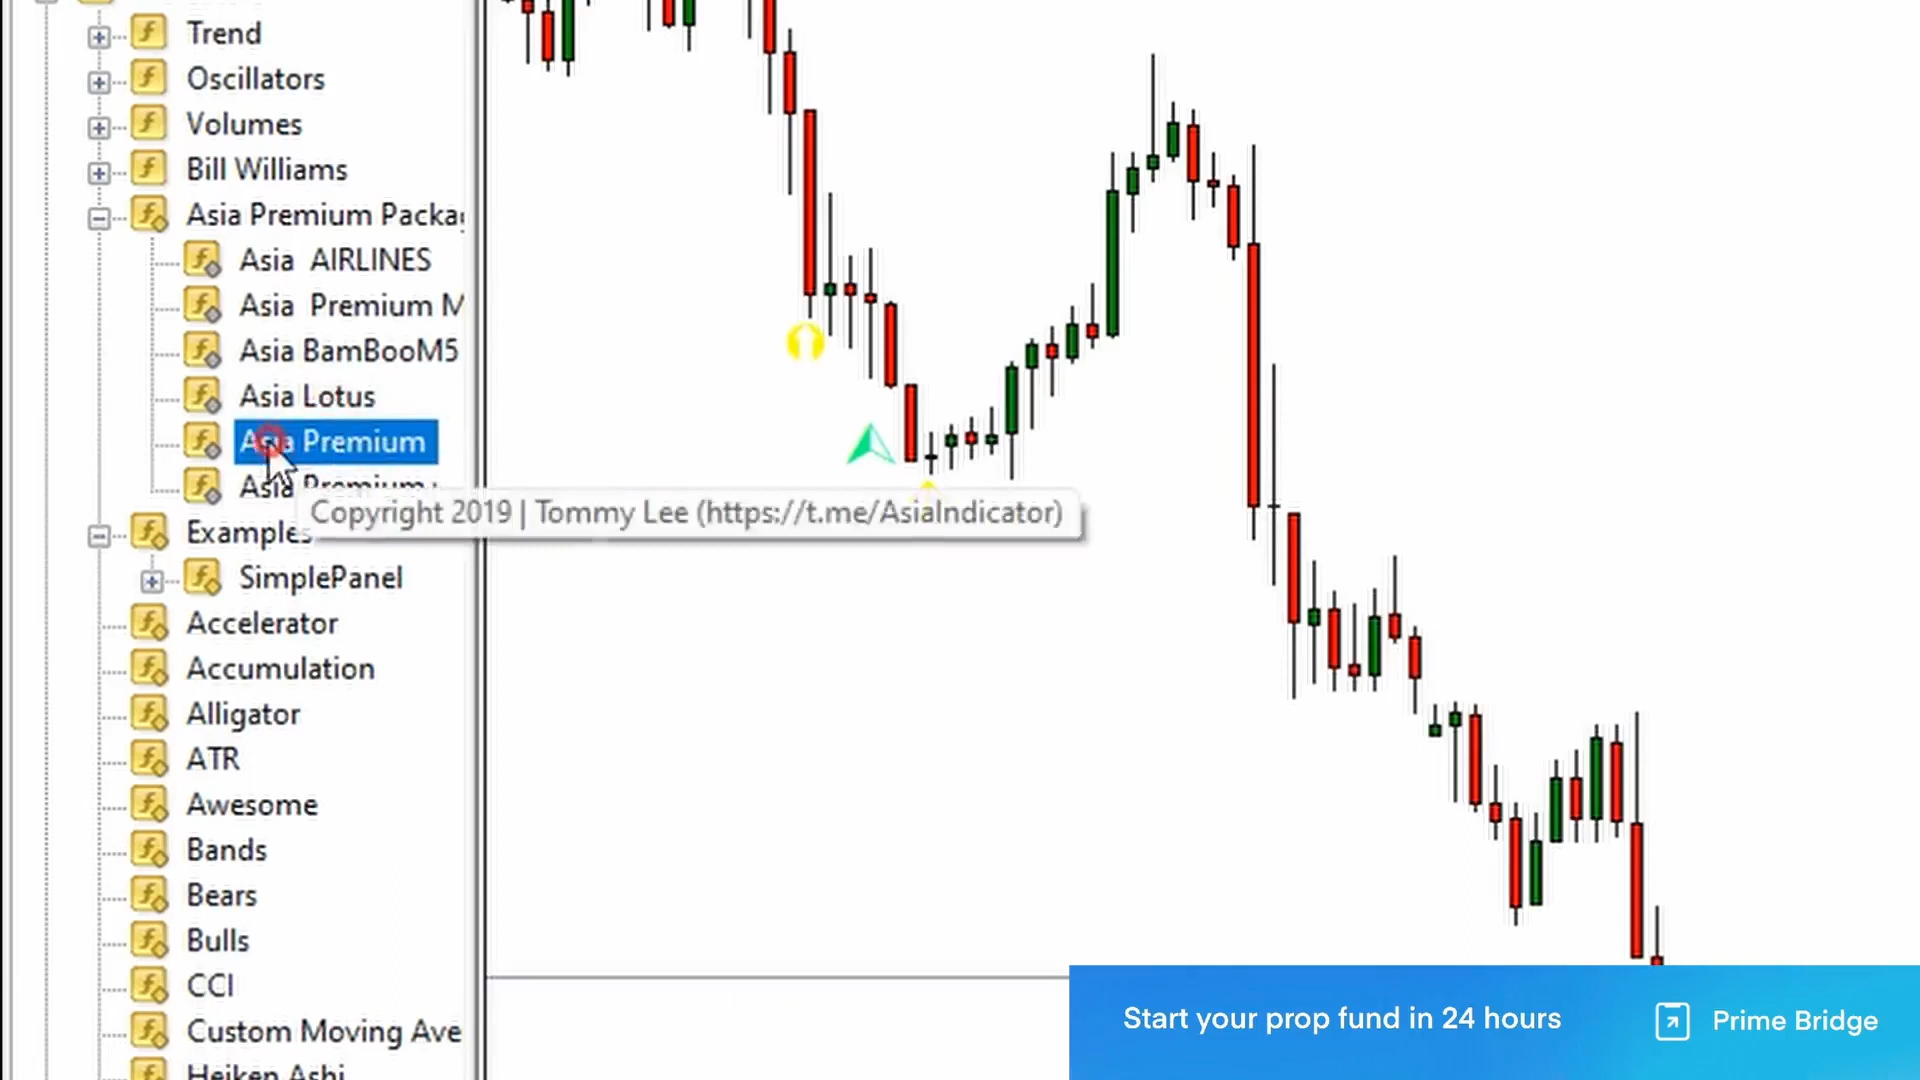 Trend
Oscillators
Volumes
Bill Williams
Asia Premium Packa
Asia AIRLINES
Asia Premium M
Asia BamBooM5
Asia Lotus
Asia Premium
Asia Premium
Copyright 2019 | Tommy Lee (https://t.me/AsiaIndicator)
Examples
SimplePanel
Accelerator
Accumulation
Alligator
ATR
Awesome
Bands
Bears
Bulls
CCI
Custom Moving Ave
Heiken Ashi
Start your prop fund in 24 hours
Prime Bridge